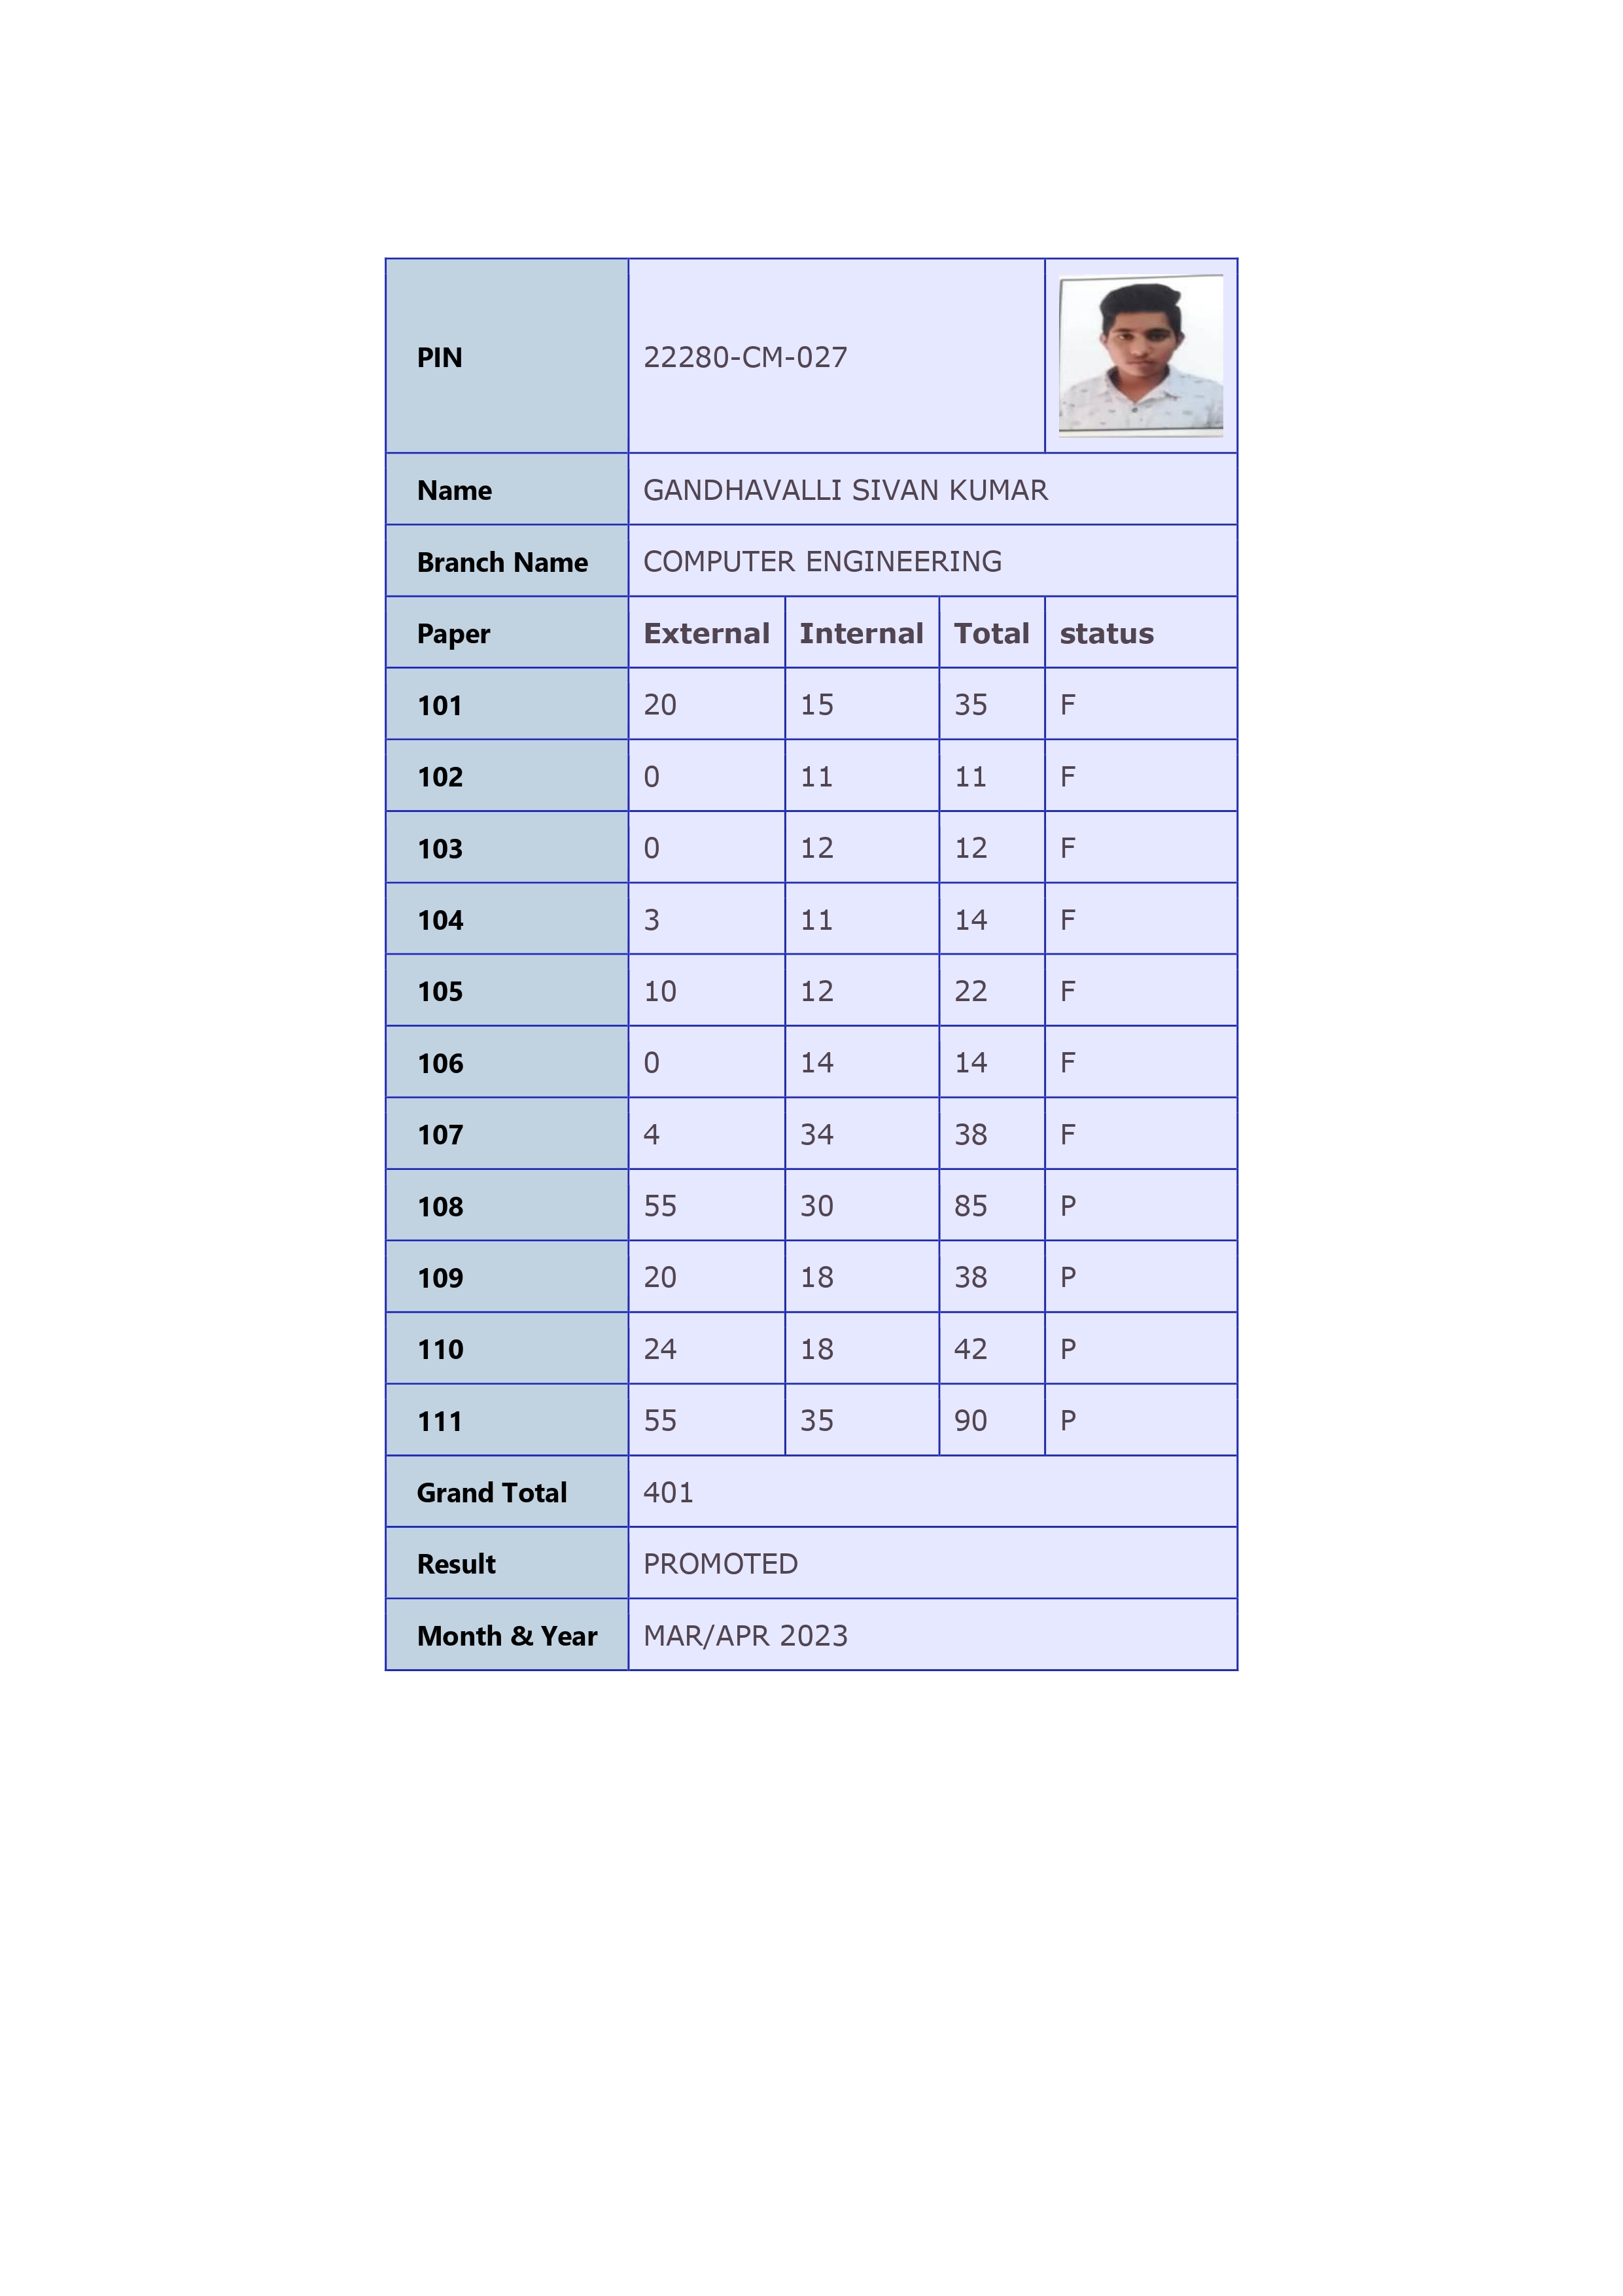 PIN 22280-CM-027
Name GANDHAVALLI SIVAN KUMAR
Branch Name COMPUTER ENGINEERING
Paper External Internal Total status
101 20 15 35 F
102 0 11 11 F
103 0 12 12 F
104 3 11 14 F
105 10 12 22 F
106 0 14 14 F
107 4 34 38 F
108 55 30 85 P
109 20 18 38 P
110 24 18 42 P
111 55 35 90 P
Grand Total 401
Result PROMOTED
Month & Year MAR/APR 2023